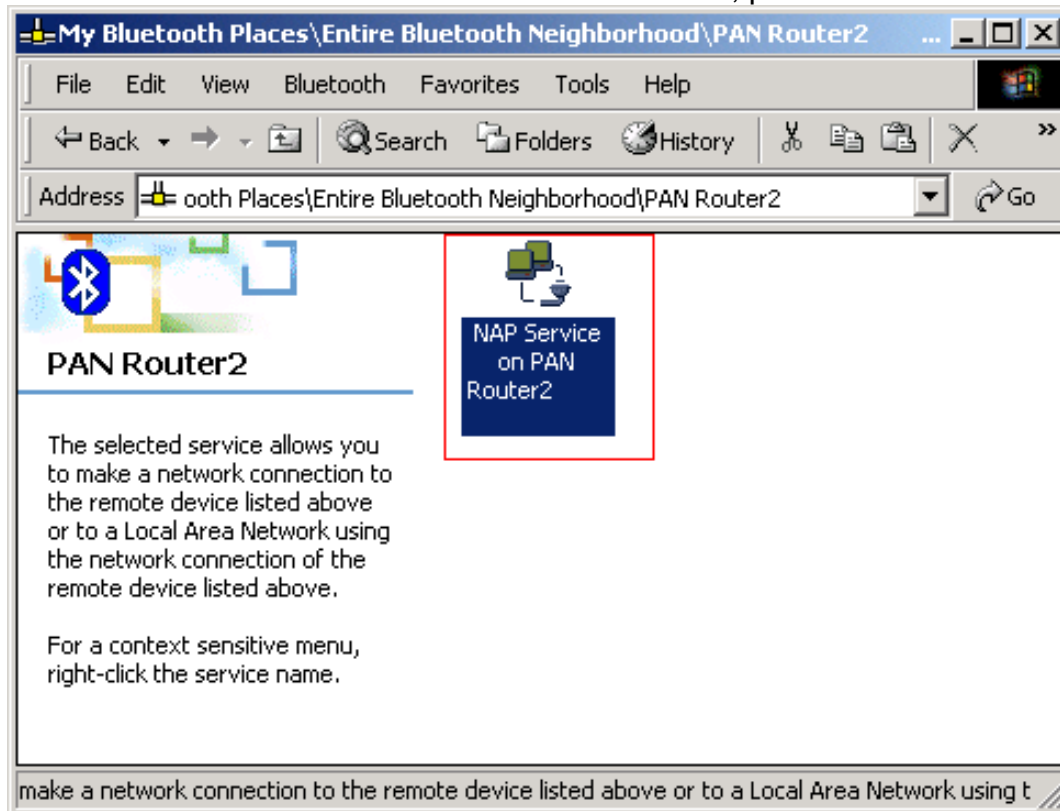 My Bluetooth Places\Entire Bluetooth Neighborhood\PAN Router2 ...
File Edit View Bluetooth Favorites Tools Help
Back Search Folders History »
Address ooth Places\Entire Bluetooth Neighborhood\PAN Router2 Go
PAN Router2
The selected service allows you
to make a network connection to
the remote device listed above
or to a Local Area Network using
the network connection of the
remote device listed above.
For a context sensitive menu,
right-click the service name.
NAP Service
on PAN
Router2
make a network connection to the remote device listed above or to a Local Area Network using t